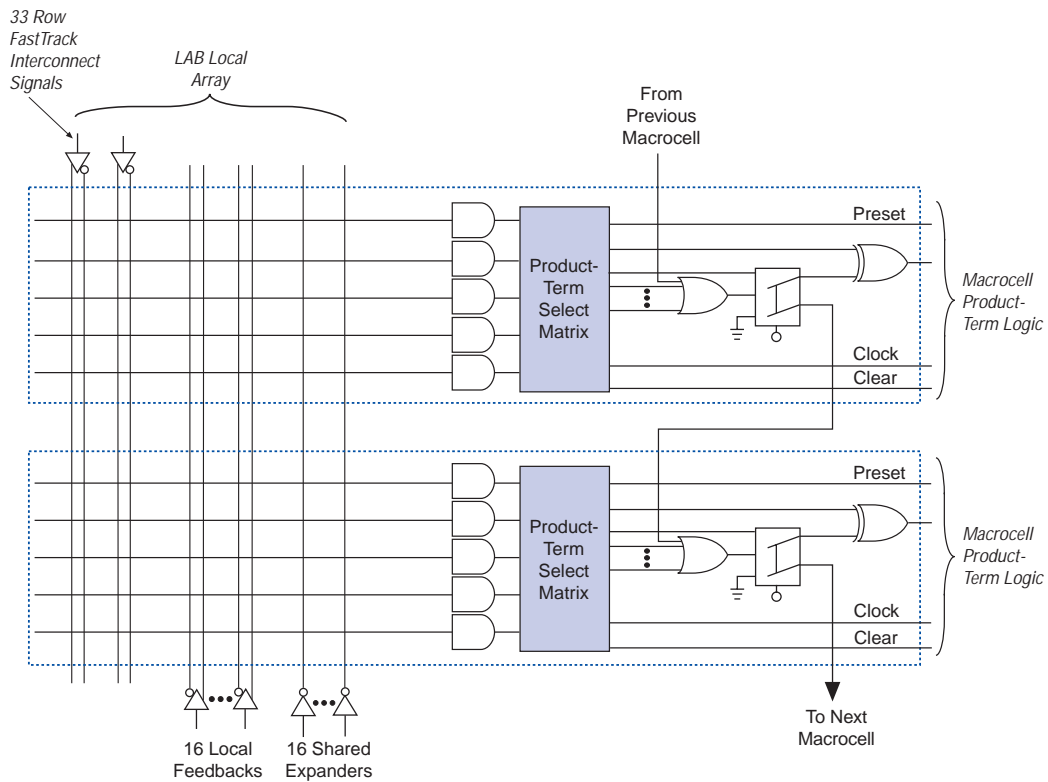 33 Row
FastTrack
Interconnect
Signals
LAB Local
Array
From
Previous
Macrocell
Preset
Product-
Term
Select
Matrix
Clock
Clear
Macrocell
Product-
Term Logic
Preset
Product-
Term
Select
Matrix
Clock
Clear
Macrocell
Product-
Term Logic
16 Local
Feedbacks
16 Shared
Expanders
To Next
Macrocell